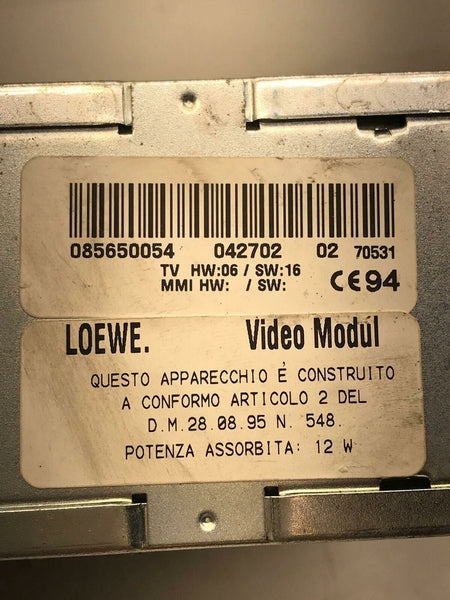 085650054 042702 02 70531
TV HW:06 / SW:16
MMI HW: / SW:
CE94
LOEWE. Video Modul
QUESTO APPARECCHIO É CONSTRUITO
A CONFORMO ARTICOLO 2 DEL
D.M.28.08.95 N. 548.
POTENZA ASSORBITA: 12 W